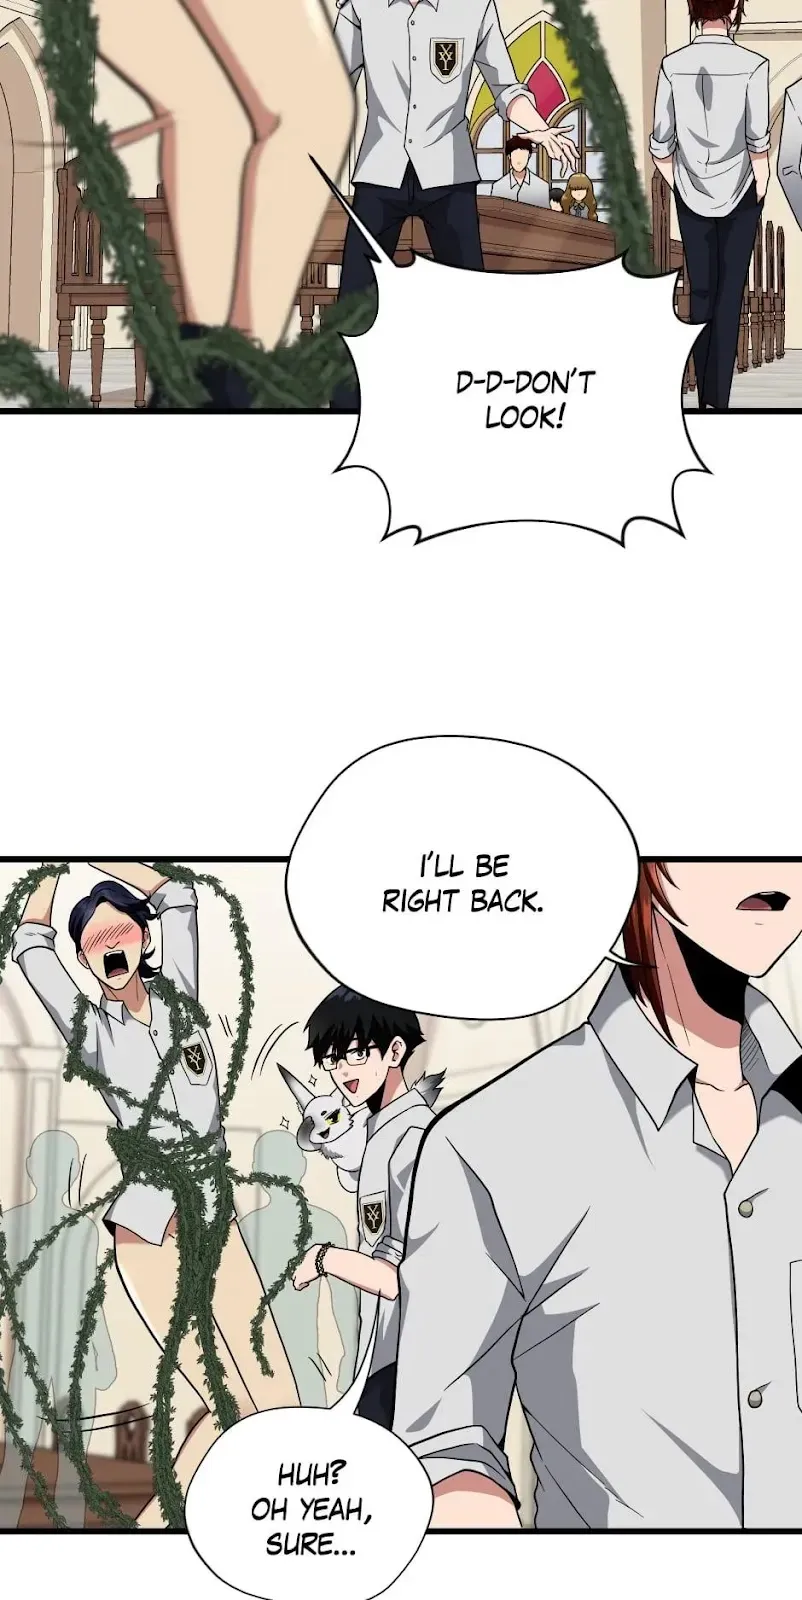 D-D-DON'T
LOOK!
I'LL BE
RIGHT BACK.
HUH?
OH YEAH,
SURE...